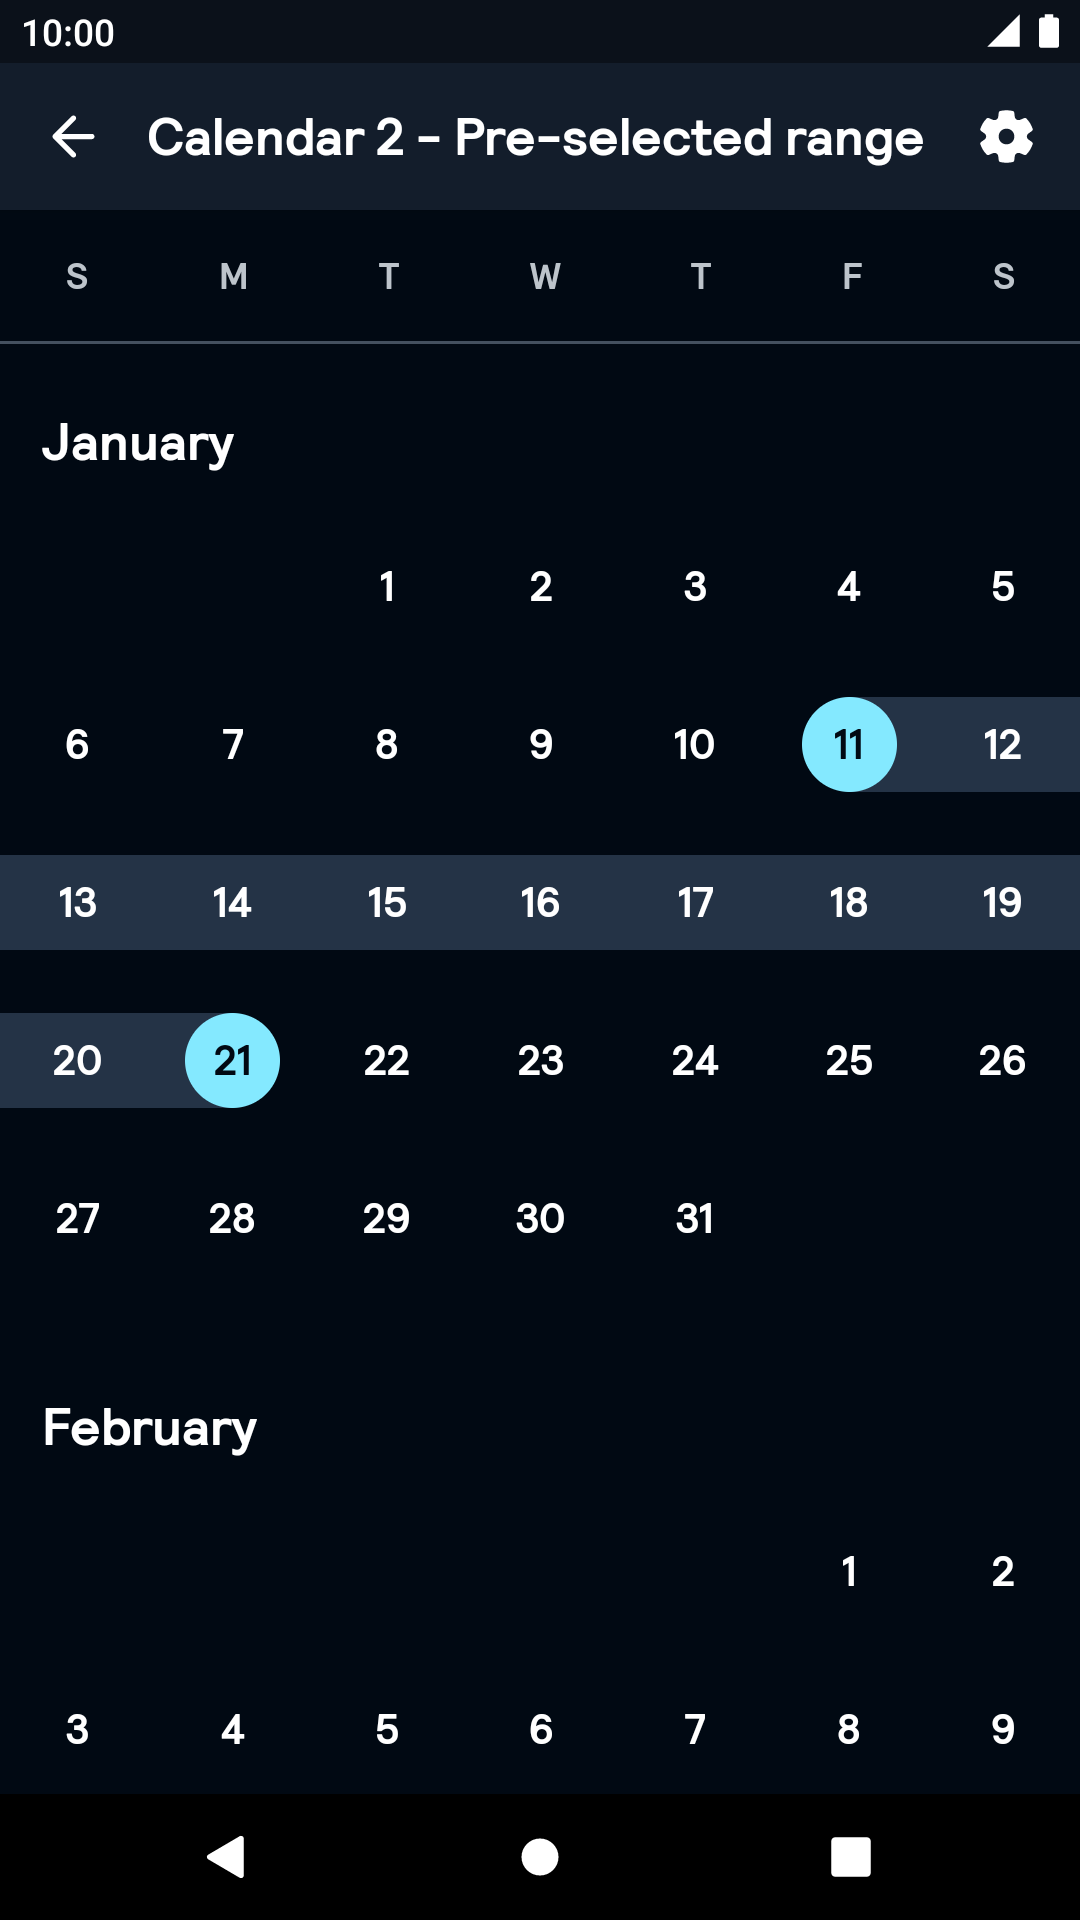 10:00
Calendar 2 - Pre-selected range
S M T W T F S
January
1 2 3 4 5
6 7 8 9 10 11 12
13 14 15 16 17 18 19
20 21 22 23 24 25 26
27 28 29 30 31
February
1 2
3 4 5 6 7 8 9